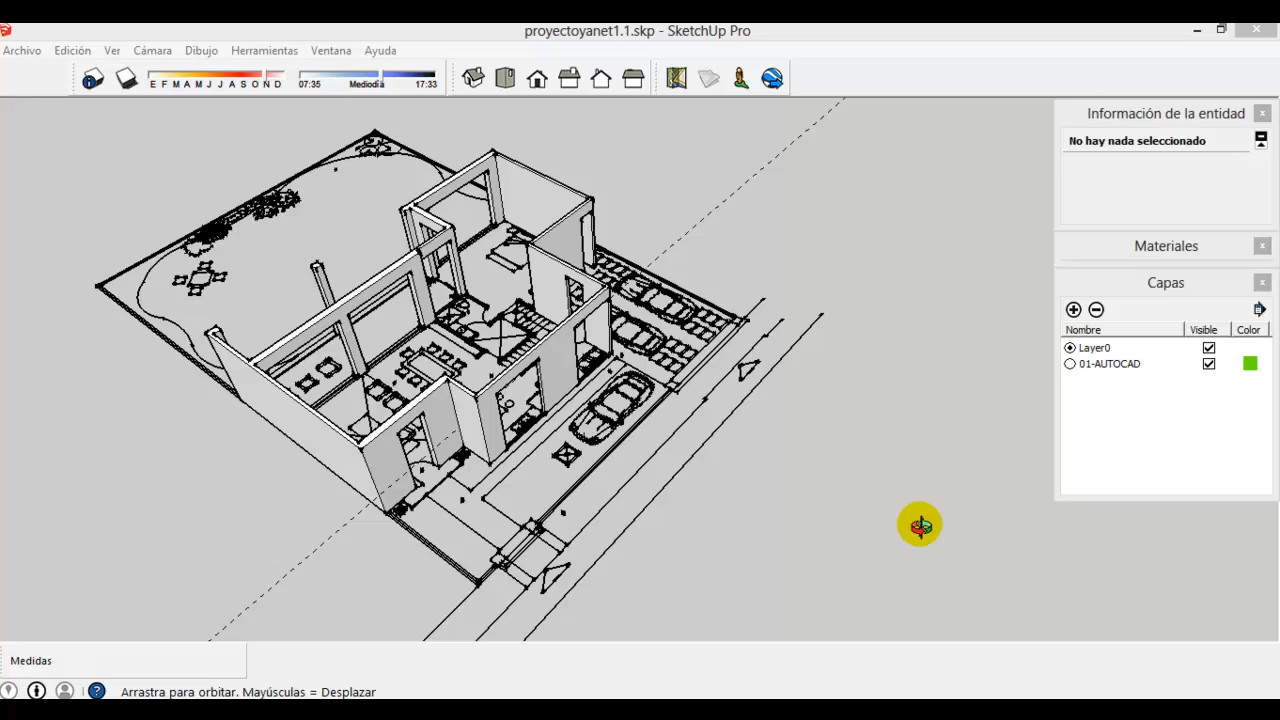 proyectoyanet1.1.skp - SketchUp Pro
Archivo Edición Ver Cámara Dibujo Herramientas Ventana Ayuda
E F M A M J J A S O N D 07:35 Mediodía 17:33
Información de la entidad
No hay nada seleccionado
Materiales
Capas
Nombre Visible Color
Layer0
01-AUTOCAD
Medidas
Arrastra para orbitar. Mayúsculas = Desplazar